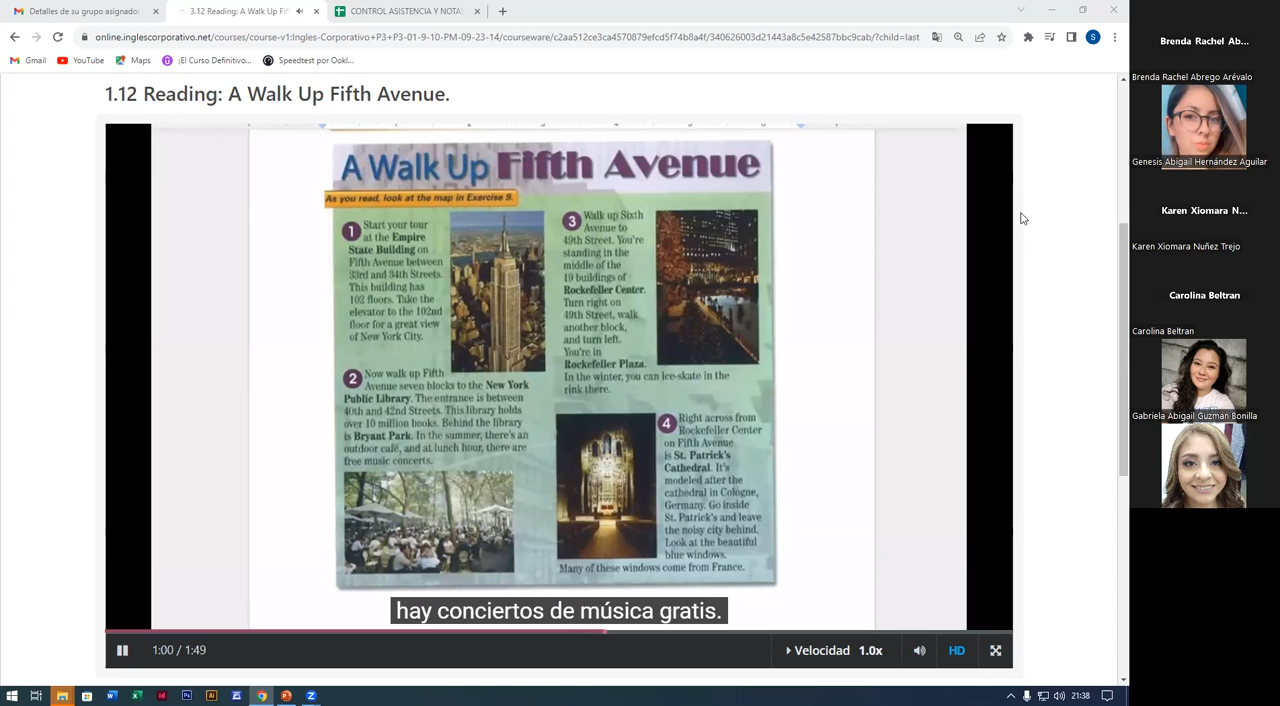 Detalles de su grupo asignado
3.12 Reading: A Walk Up Fif
CONTROL ASISTENCIA Y NOTAS
online.inglescorporativo.net/courses/course-v1:Ingles-Corporativo+P3+P3-01-9-10-PM-09-23-14/courseware/c2aa512ce3ca4570879efcd5f74b8a4f/340626003d21443a8c5e42587bbc9cab/?child=last
Gmail
YouTube
Maps
¡El Curso Definitivo...
Speedtest por Ookl...
1.12 Reading: A Walk Up Fifth Avenue.
A Walk Up Fifth Avenue
As you read, look at the map in Exercise 9.
1 Start your tour
at the Empire
State Building on
Fifth Avenue between
33rd and 34th Streets.
This building has
102 floors. Take the
elevator to the 102nd
floor for a great view
of New York City.
2 Now walk up Fifth
Avenue seven blocks to the New York
Public Library. The entrance is between
40th and 42nd Streets. This library holds
over 10 million books. Behind the library
is Bryant Park. In the summer, there's an
outdoor café, and at lunch hour, there are
free music concerts.
3 Walk up Sixth
Avenue to
49th Street. You're
standing in the
middle of the
19 buildings of
Rockefeller Center.
Turn right on
49th Street, walk
another block,
and turn left.
You're in
Rockefeller Plaza.
In the winter, you can ice-skate in the
rink there.
4 Right across from
Rockefeller Center
on Fifth Avenue
is St. Patrick's
Cathedral. It's
modeled after the
cathedral in Cologne,
Germany. Go inside
St. Patrick's and leave
the noisy city behind.
Look at the beautiful
blue windows.
Many of these windows come from France.
hay conciertos de música gratis.
1:00 / 1:49
Velocidad 1.0x
HD
Brenda Rachel Ab...
Brenda Rachel Abrego Arévalo
Genesis Abigail Hernández Aguilar
Karen Xiomara N...
Karen Xiomara Nuñez Trejo
Carolina Beltran
Carolina Beltran
Gabriela Abigail Guzmán Bonilla
21:38